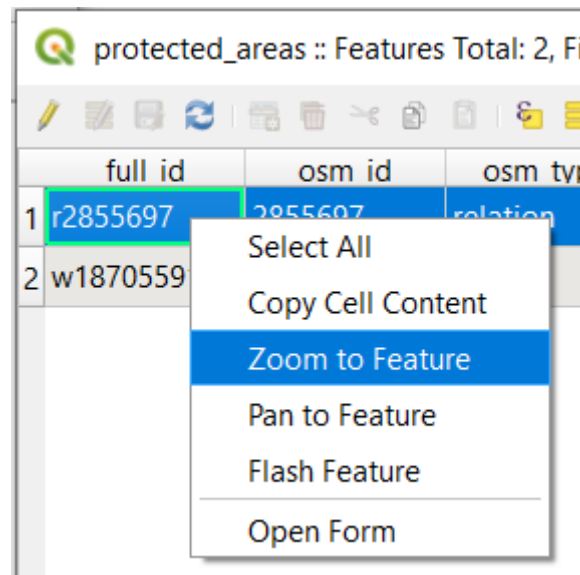 protected_areas :: Features Total: 2, Fi
full_id osm_id osm_typ
1 r2855697 2855697 relation
2 w1870559
Select All
Copy Cell Content
Zoom to Feature
Pan to Feature
Flash Feature
Open Form